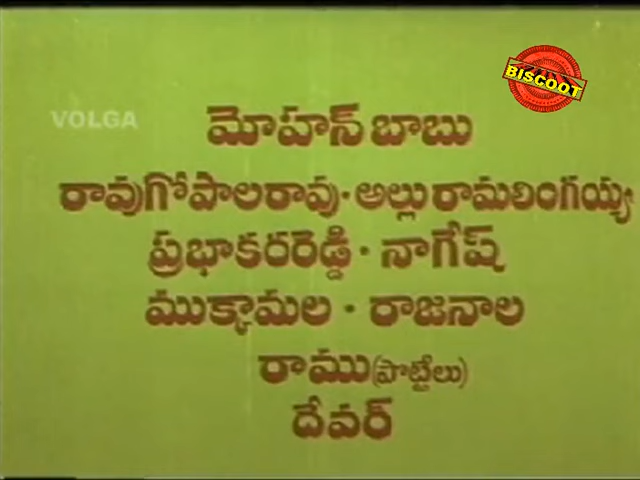 BISCOOT
VOLGA
మోహన్ బాబు
రావుగోపాలరావు · అల్లు రామలింగయ్య
ప్రభాకరరెడ్డి · నాగేష్
ముక్కామల · రాజనాల
రాము (పొట్టేలు)
దేవర్